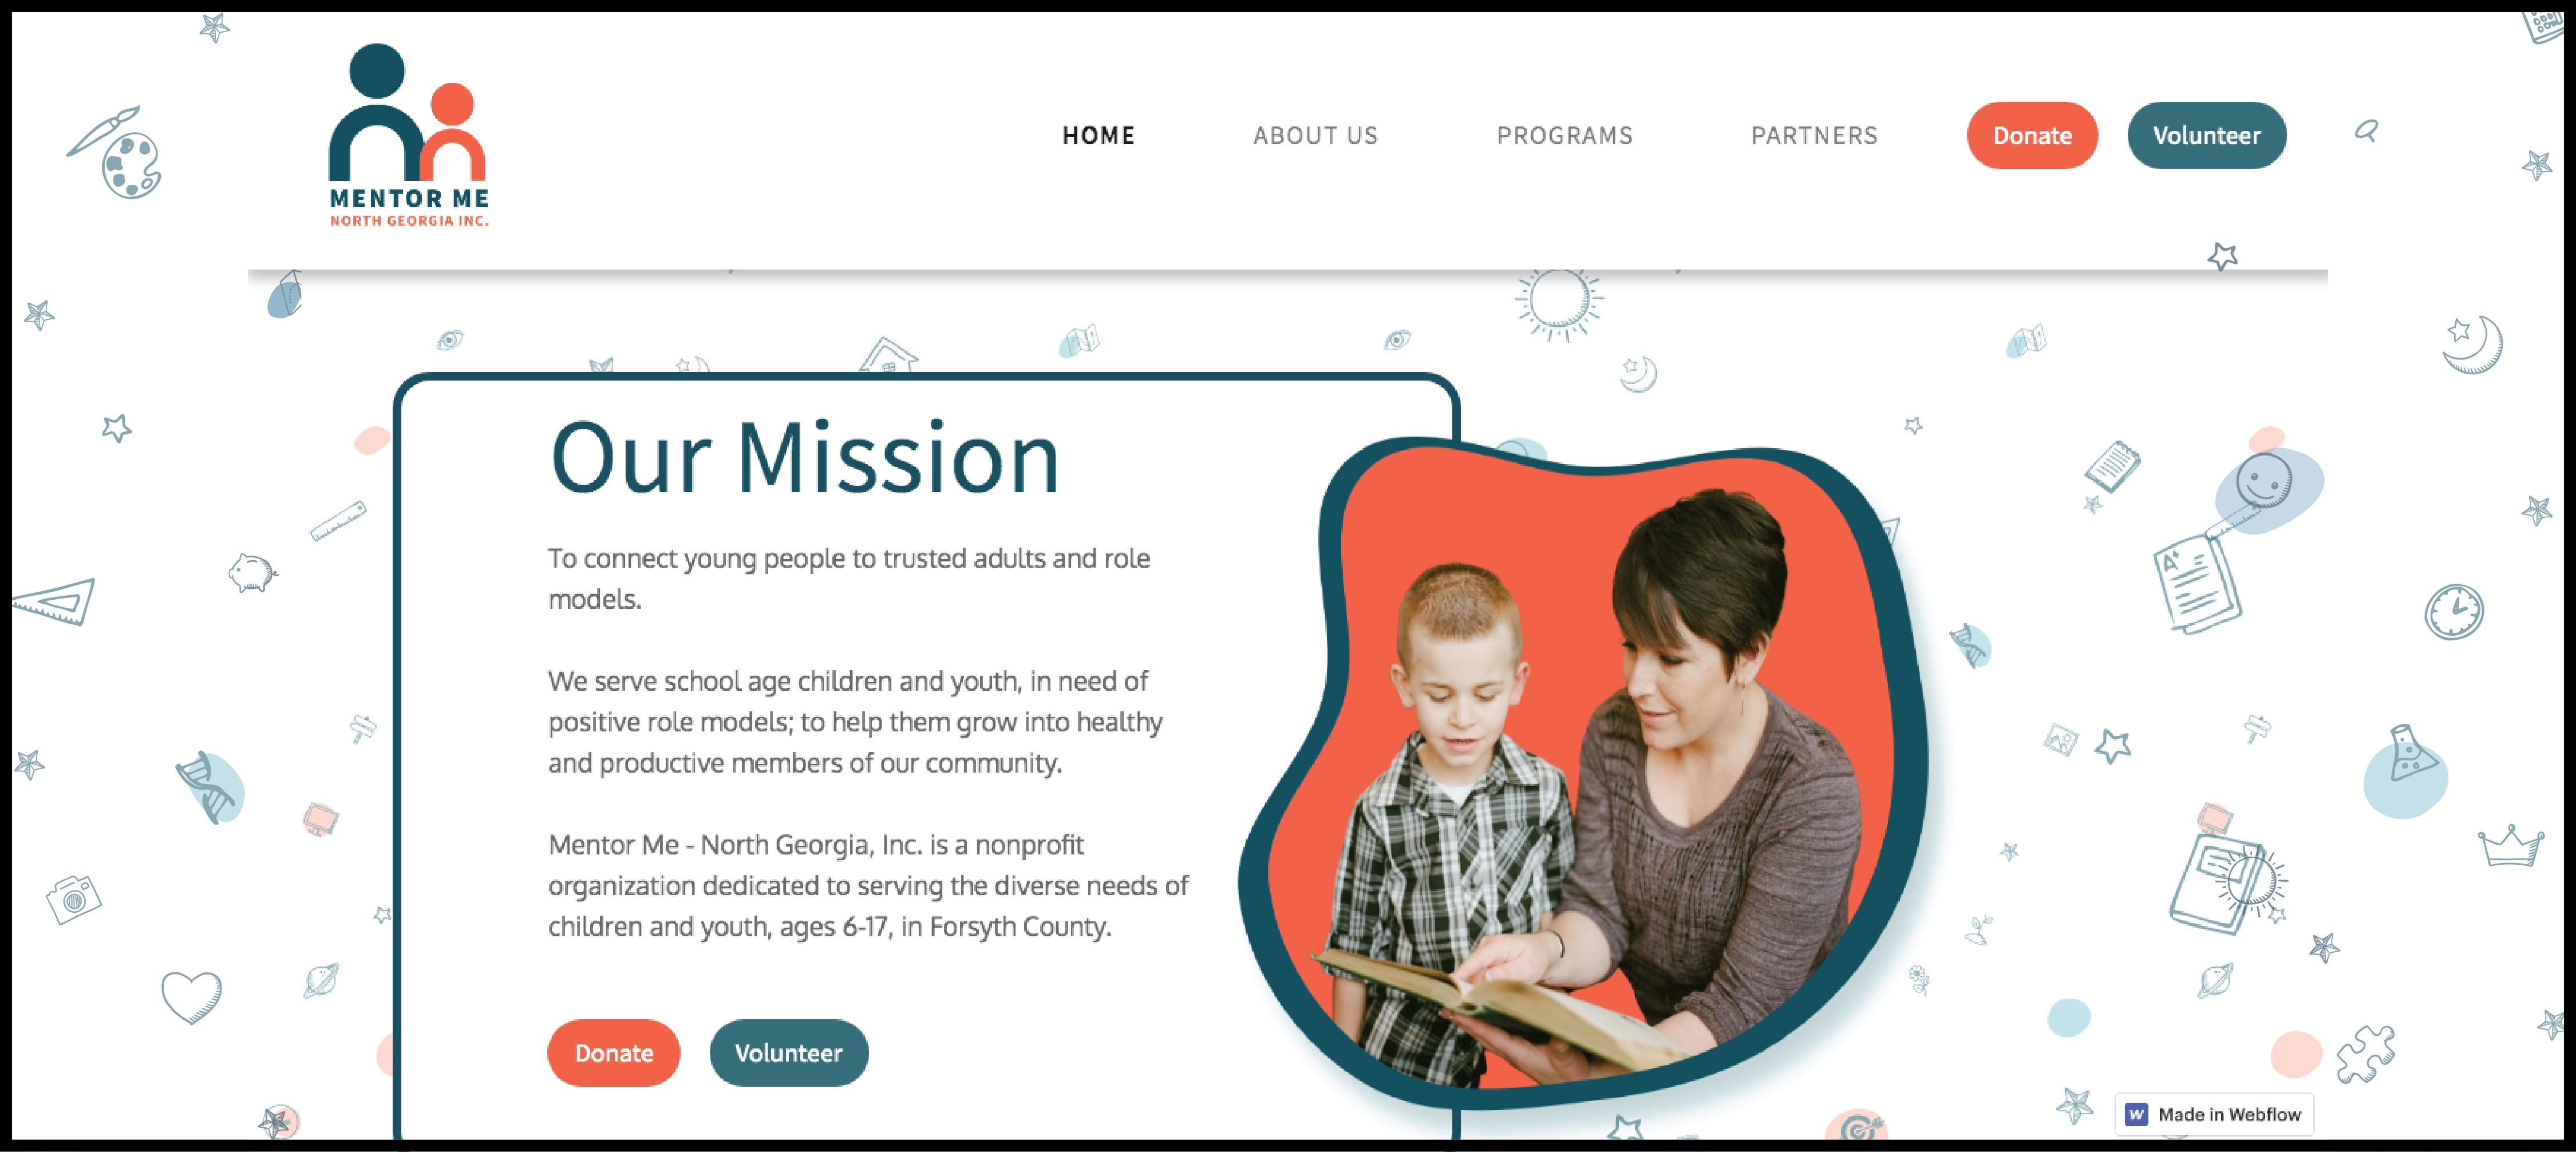 MENTOR ME
NORTH GEORGIA INC.
HOME
ABOUT US
PROGRAMS
PARTNERS
Donate
Volunteer
Our Mission
To connect young people to trusted adults and role
models.
We serve school age children and youth, in need of
positive role models; to help them grow into healthy
and productive members of our community.
Mentor Me - North Georgia, Inc. is a nonprofit
organization dedicated to serving the diverse needs of
children and youth, ages 6-17, in Forsyth County.
Donate
Volunteer
A+
W Made in Webflow